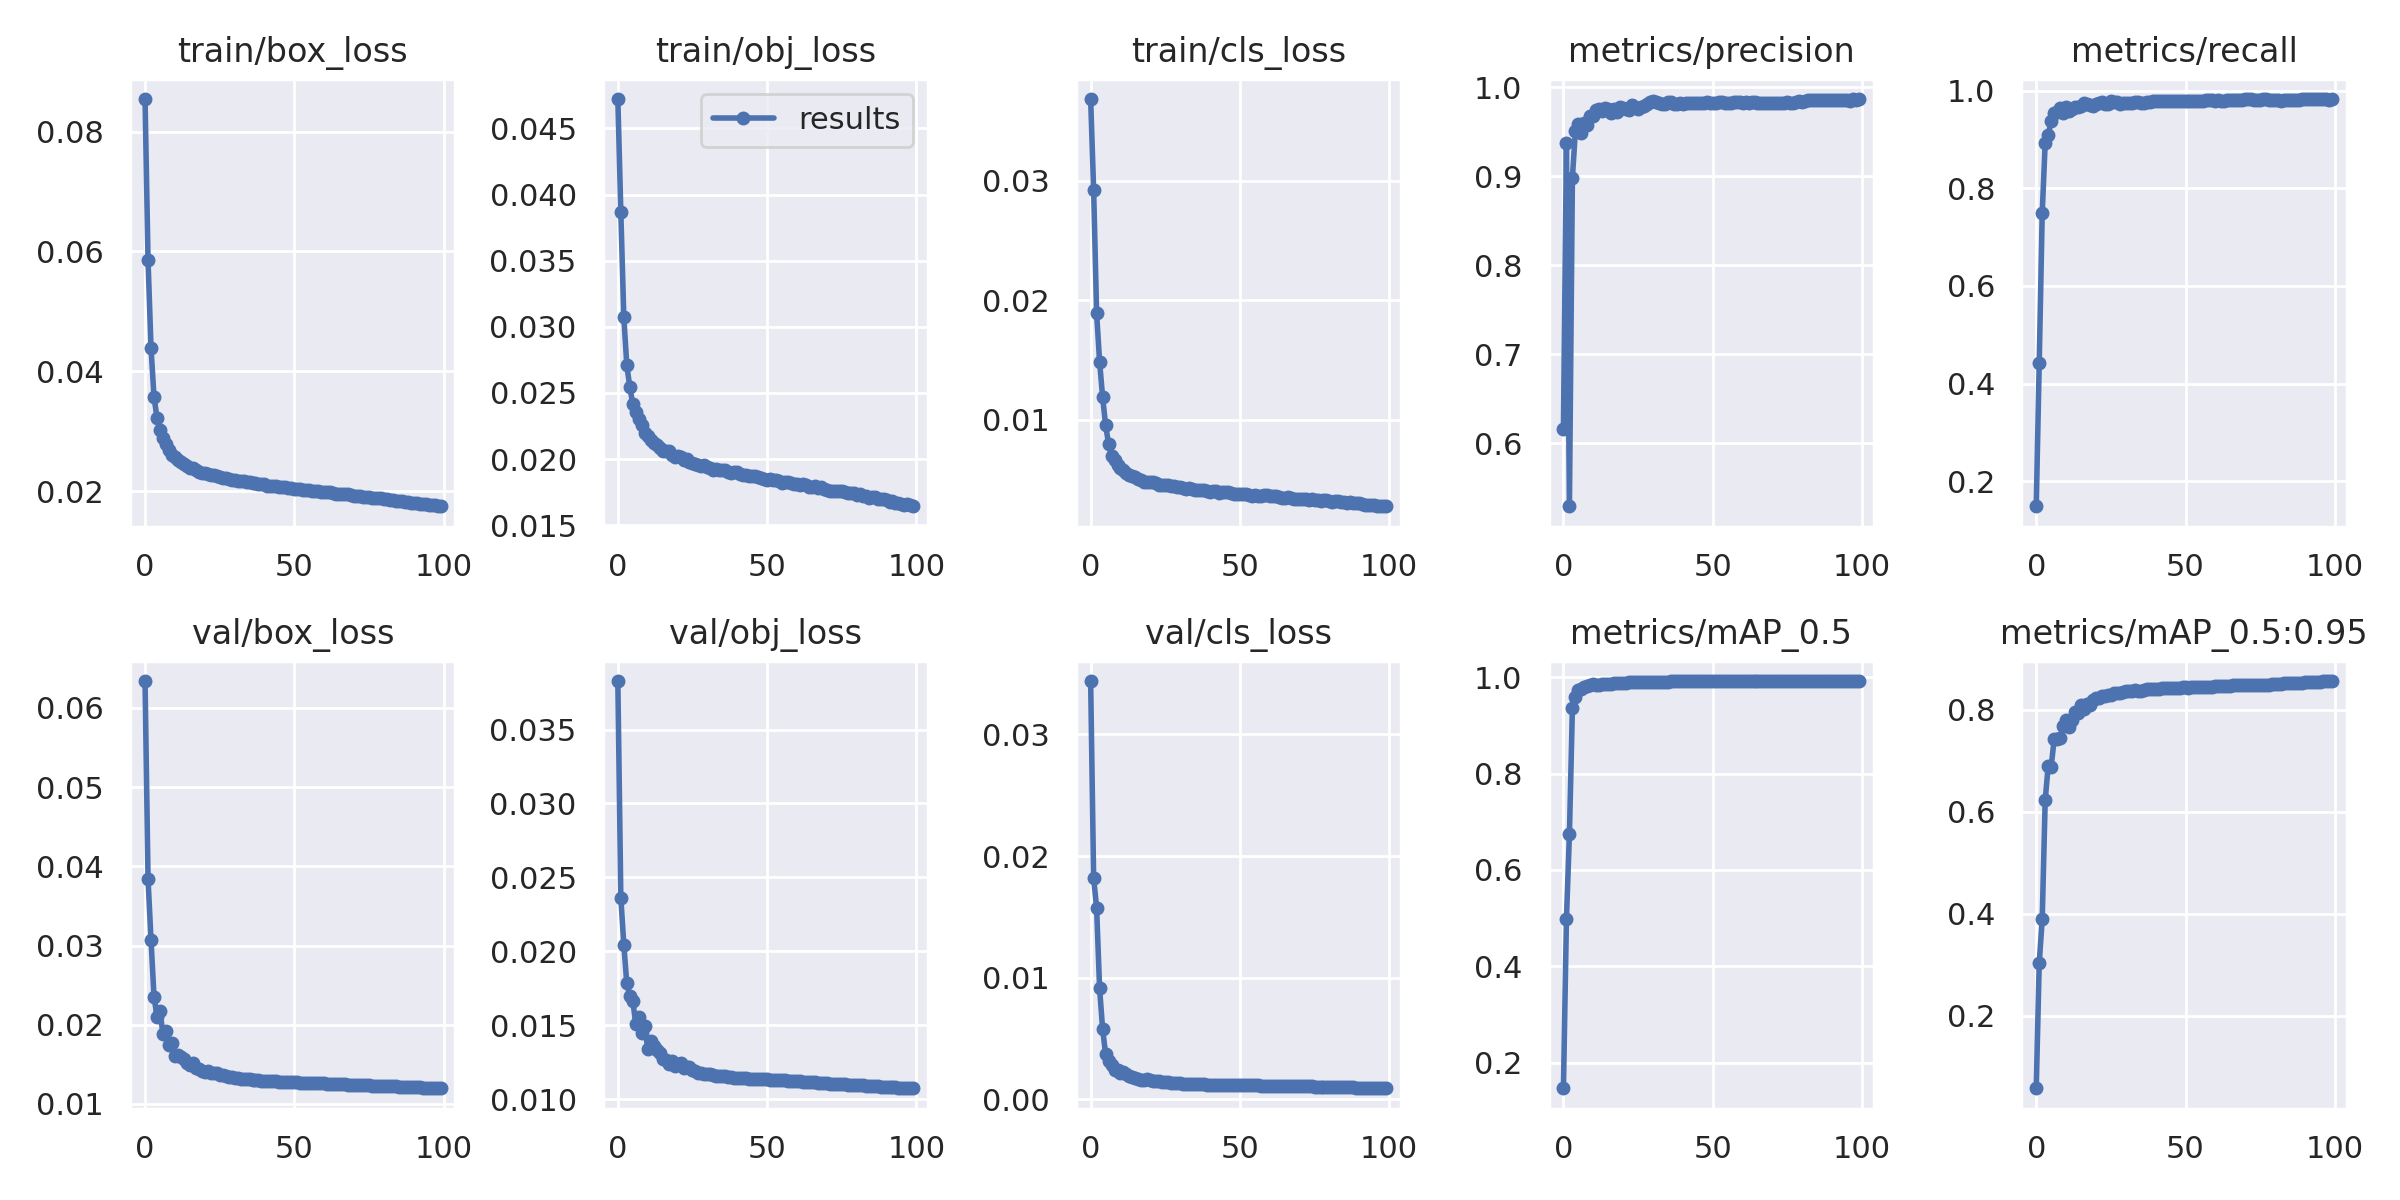 train/box_loss
0.08
0.06
0.04
0.02
0 50 100
train/obj_loss
results
0.045
0.040
0.035
0.030
0.025
0.020
0.015
0 50 100
train/cls_loss
0.03
0.02
0.01
0 50 100
metrics/precision
1.0
0.9
0.8
0.7
0.6
0 50 100
metrics/recall
1.0
0.8
0.6
0.4
0.2
0 50 100
val/box_loss
0.06
0.05
0.04
0.03
0.02
0.01
0 50 100
val/obj_loss
0.035
0.030
0.025
0.020
0.015
0.010
0 50 100
val/cls_loss
0.03
0.02
0.01
0.00
0 50 100
metrics/mAP_0.5
1.0
0.8
0.6
0.4
0.2
0 50 100
metrics/mAP_0.5:0.95
0.8
0.6
0.4
0.2
0 50 100